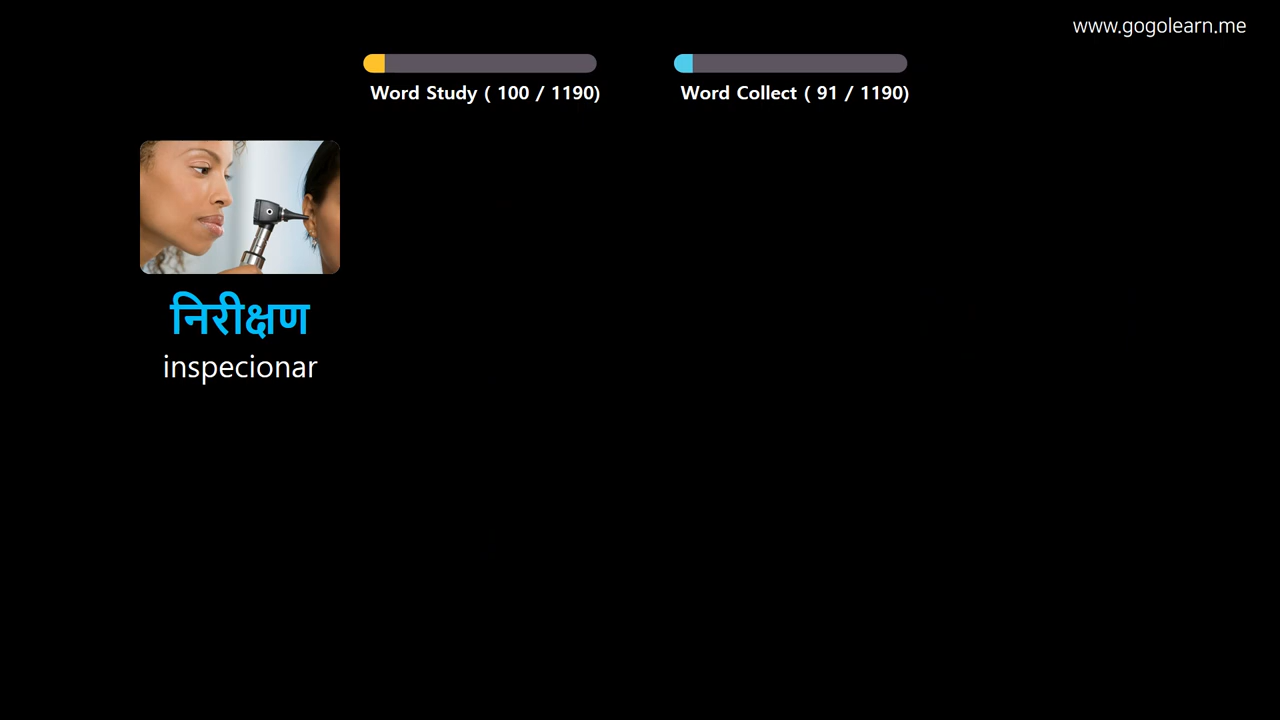 www.gogolearn.me
Word Study ( 100 / 1190)
Word Collect ( 91 / 1190)
निरीक्षण
inspecionar